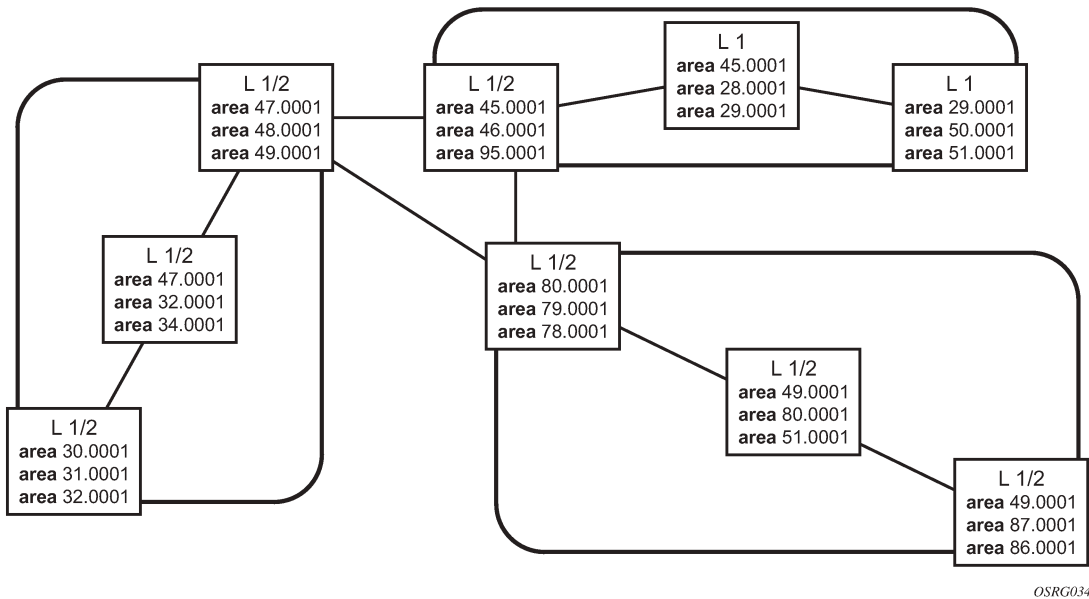 L 1
area 45.0001
area 28.0001
area 29.0001
L 1/2
area 47.0001
area 48.0001
area 49.0001
L 1/2
area 45.0001
area 46.0001
area 95.0001
L 1
area 29.0001
area 50.0001
area 51.0001
L 1/2
area 47.0001
area 32.0001
area 34.0001
L 1/2
area 80.0001
area 79.0001
area 78.0001
L 1/2
area 49.0001
area 80.0001
area 51.0001
L 1/2
area 30.0001
area 31.0001
area 32.0001
L 1/2
area 49.0001
area 87.0001
area 86.0001
OSRG034